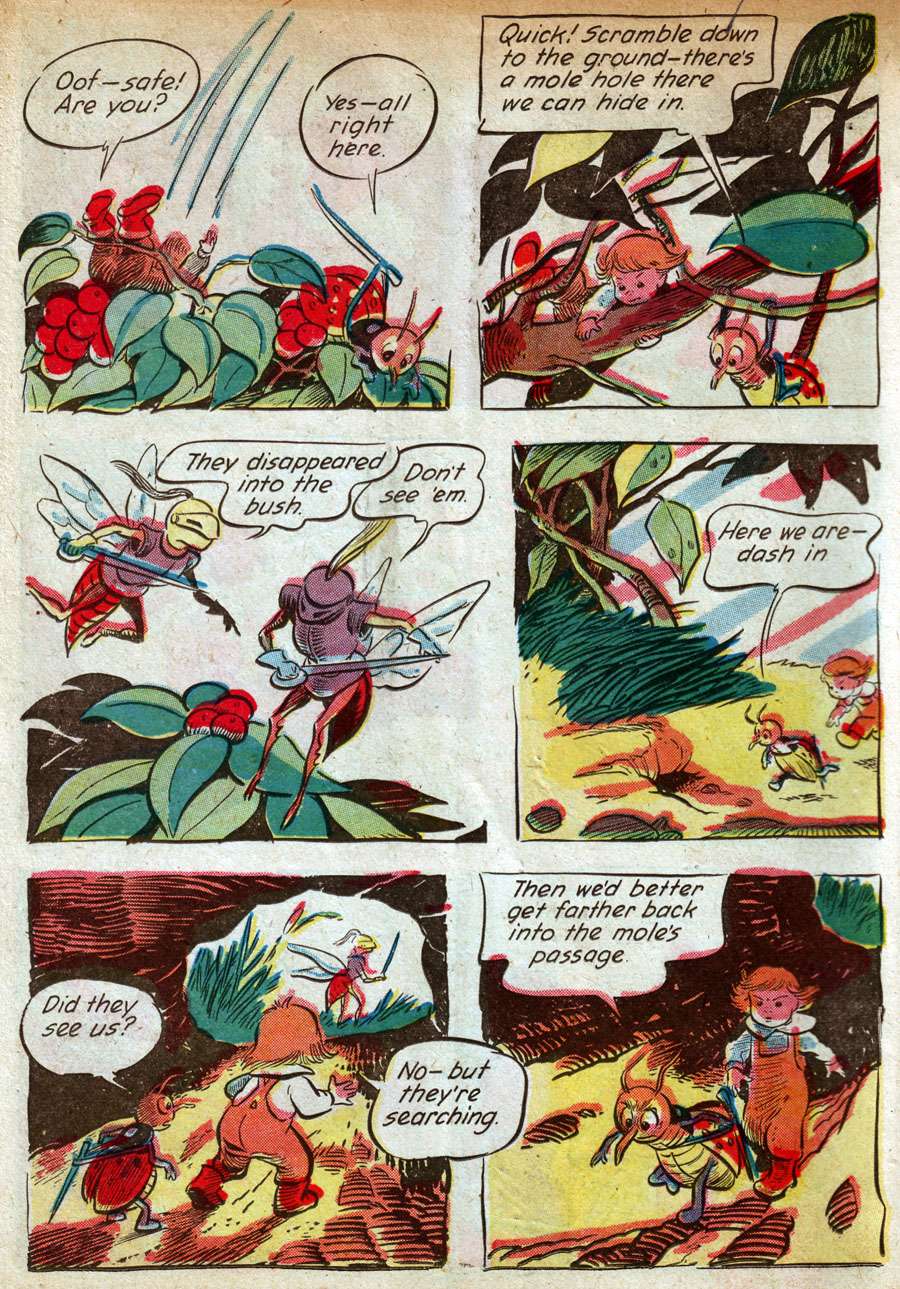 Oof—safe!
Are you?
Yes—all
right
here.
Quick! Scramble down
to the ground—there's
a mole hole there
we can hide in.
They disappeared
into the
bush.
Don't
see 'em.
Here we are—
dash in
Did they
see us?
No—but
they're
searching.
Then we'd better
get farther back
into the mole's
passage.